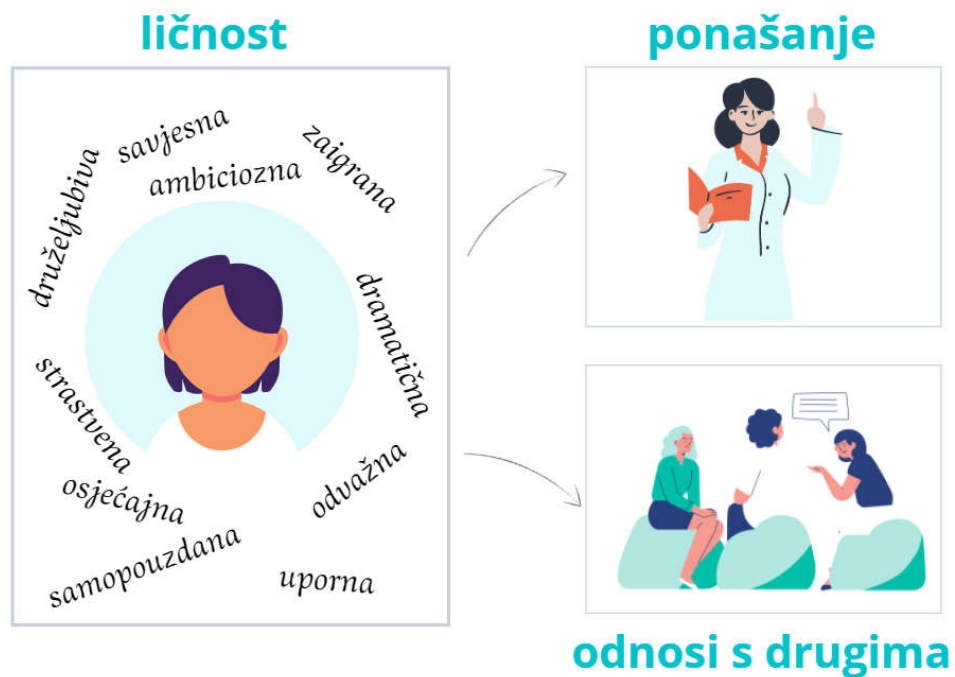 ličnost
ponašanje
savjesna
zaigrana
ambiciozna
druželjubiva
dramatična
strastvena
odvažna
osjećajna
samopouzdana
uporna
odnosi s drugima